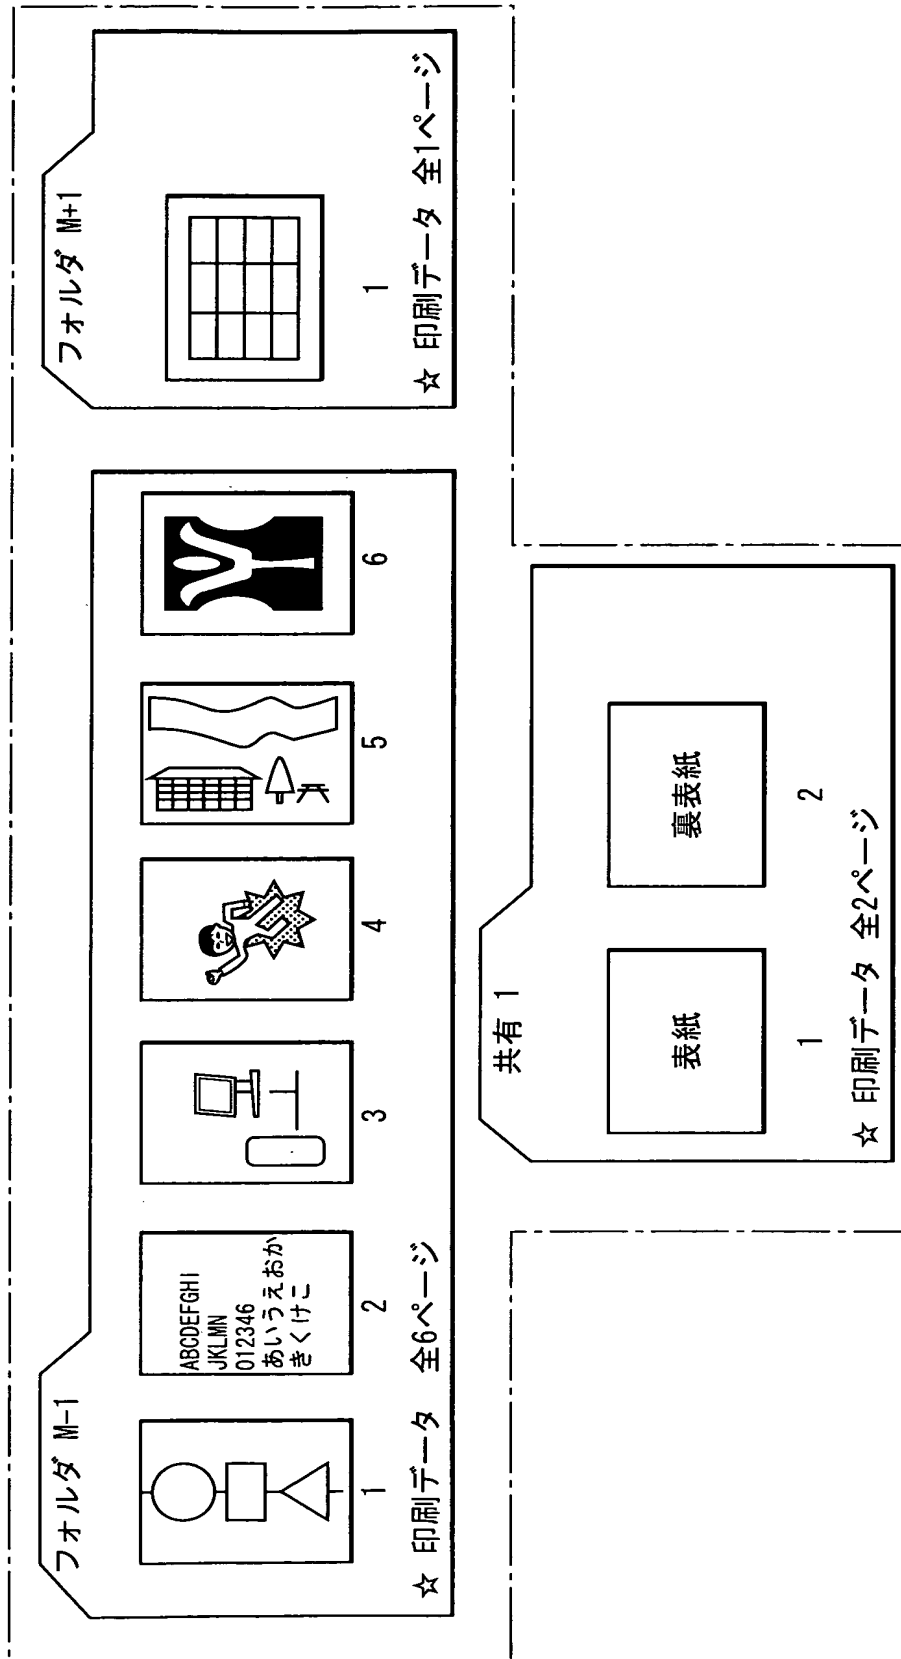 フォルダ M-1
1
ABCDEFGHI
JKLMN
012346
あいうえおか
きくけこ
2
3
4
5
6
☆ 印刷データ 全6ページ
フォルダ M+1
1
☆ 印刷データ 全1ページ
共有 1
表紙
1
裏表紙
2
☆ 印刷データ 全2ページ